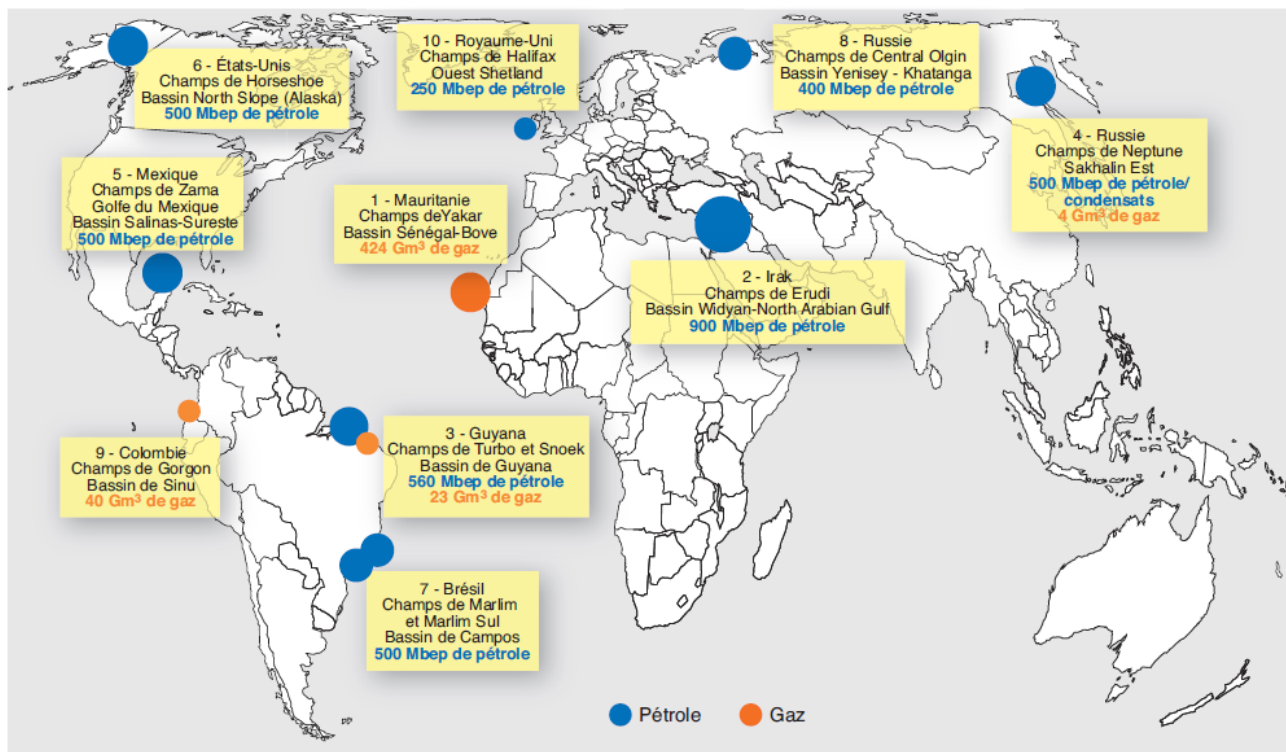 6 - États-Unis
Champs de Horseshoe
Bassin North Slope (Alaska)
500 Mbep de pétrole
10 - Royaume-Uni
Champs de Halifax
Ouest Shetland
250 Mbep de pétrole
8 - Russie
Champs de Central Olgin
Bassin Yenisey - Khatanga
400 Mbep de pétrole
5 - Mexique
Champs de Zama
Golfe du Mexique
Bassin Salinas-Sureste
500 Mbep de pétrole
1 - Mauritanie
Champs deYakar
Bassin Sénégal-Bove
424 Gm³ de gaz
4 - Russie
Champs de Neptune
Sakhalin Est
500 Mbep de pétrole/
condensats
4 Gm³ de gaz
2 - Irak
Champs de Erudi
Bassin Widyan-North Arabian Gulf
900 Mbep de pétrole
9 - Colombie
Champs de Gorgon
Bassin de Sinu
40 Gm³ de gaz
3 - Guyana
Champs de Turbo et Snoek
Bassin de Guyana
560 Mbep de pétrole
23 Gm³ de gaz
7 - Brésil
Champs de Marlim
et Marlim Sul
Bassin de Campos
500 Mbep de pétrole
Pétrole
Gaz